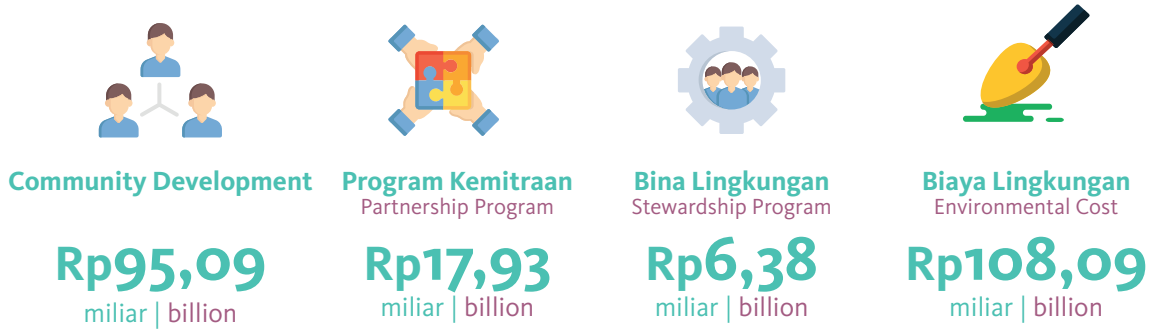 Community Development
Rp95,09
miliar | billion
Program Kemitraan
Partnership Program
Rp17,93
miliar | billion
Bina Lingkungan
Stewardship Program
Rp6,38
miliar | billion
Biaya Lingkungan
Environmental Cost
Rp108,09
miliar | billion